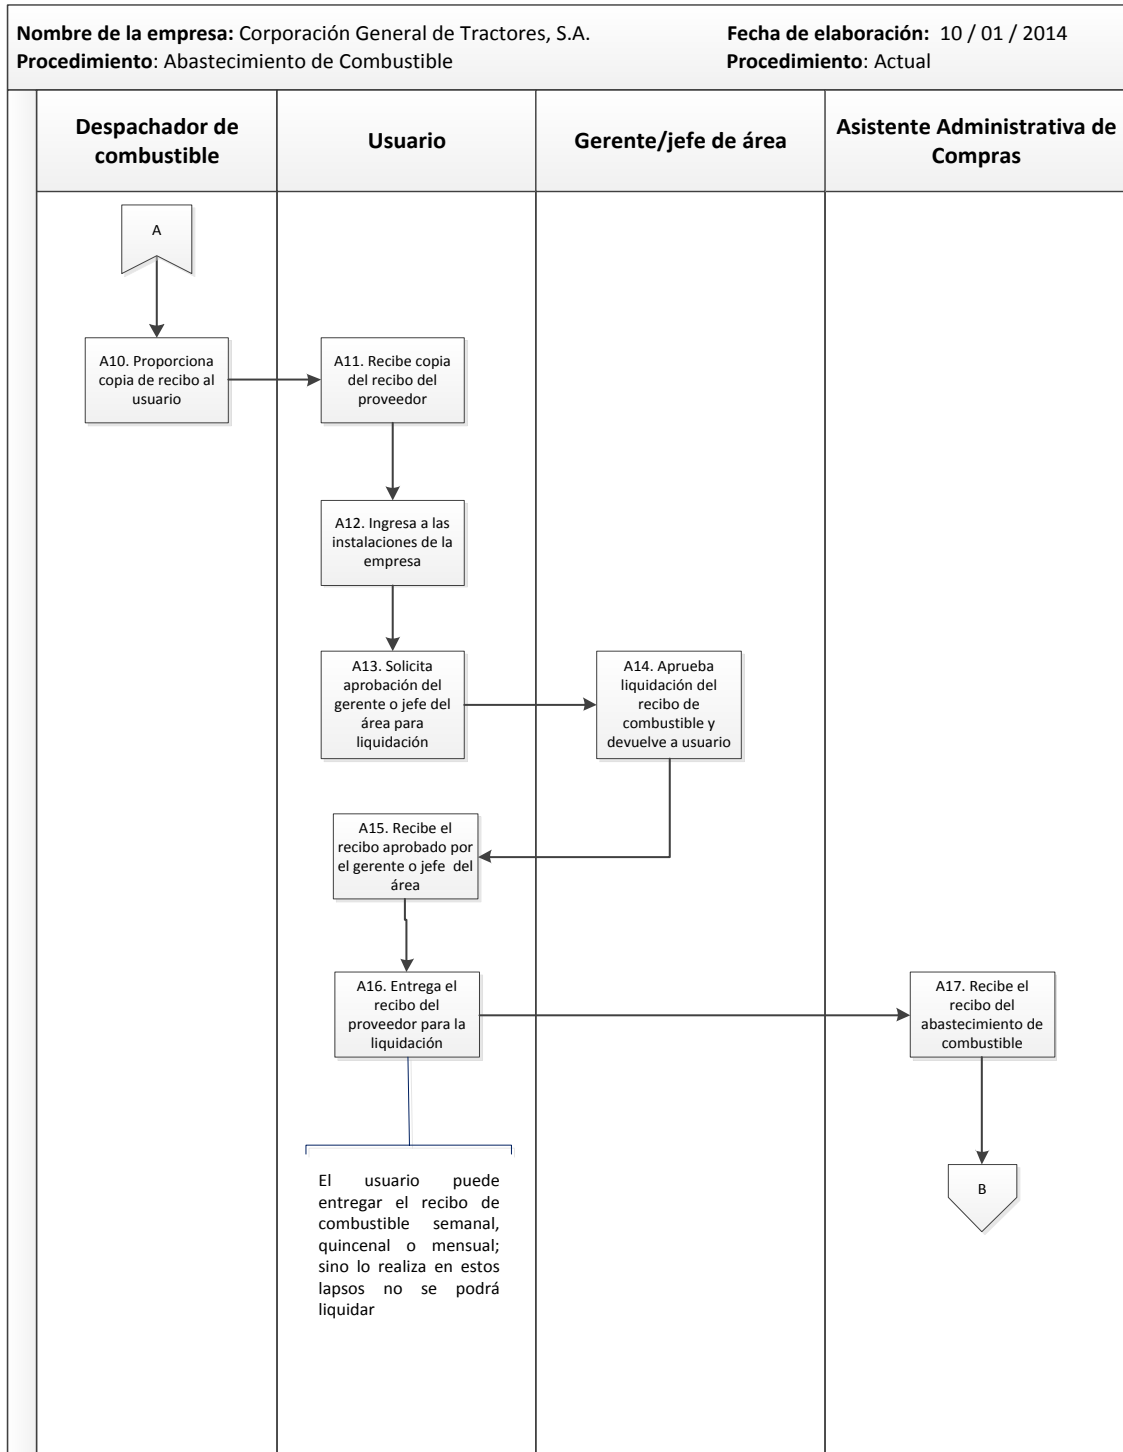 Nombre de la empresa: Corporación General de Tractores, S.A.
Fecha de elaboración: 10 / 01 / 2014
Procedimiento: Abastecimiento de Combustible
Procedimiento: Actual
Despachador de
combustible
Usuario
Gerente/jefe de área
Asistente Administrativa de
Compras
A
A10. Proporciona
copia de recibo al
usuario
A11. Recibe copia
del recibo del
proveedor
A12. Ingresa a las
instalaciones de la
empresa
A13. Solicita
aprobación del
gerente o jefe del
área para
liquidación
A14. Aprueba
liquidación del
recibo de
combustible y
devuelve a usuario
A15. Recibe el
recibo aprobado por
el gerente o jefe del
área
A16. Entrega el
recibo del
proveedor para la
liquidación
A17. Recibe el
recibo del
abastecimiento de
combustible
El usuario puede
entregar el recibo de
combustible semanal,
quincenal o mensual;
sino lo realiza en estos
lapsos no se podrá
liquidar
B